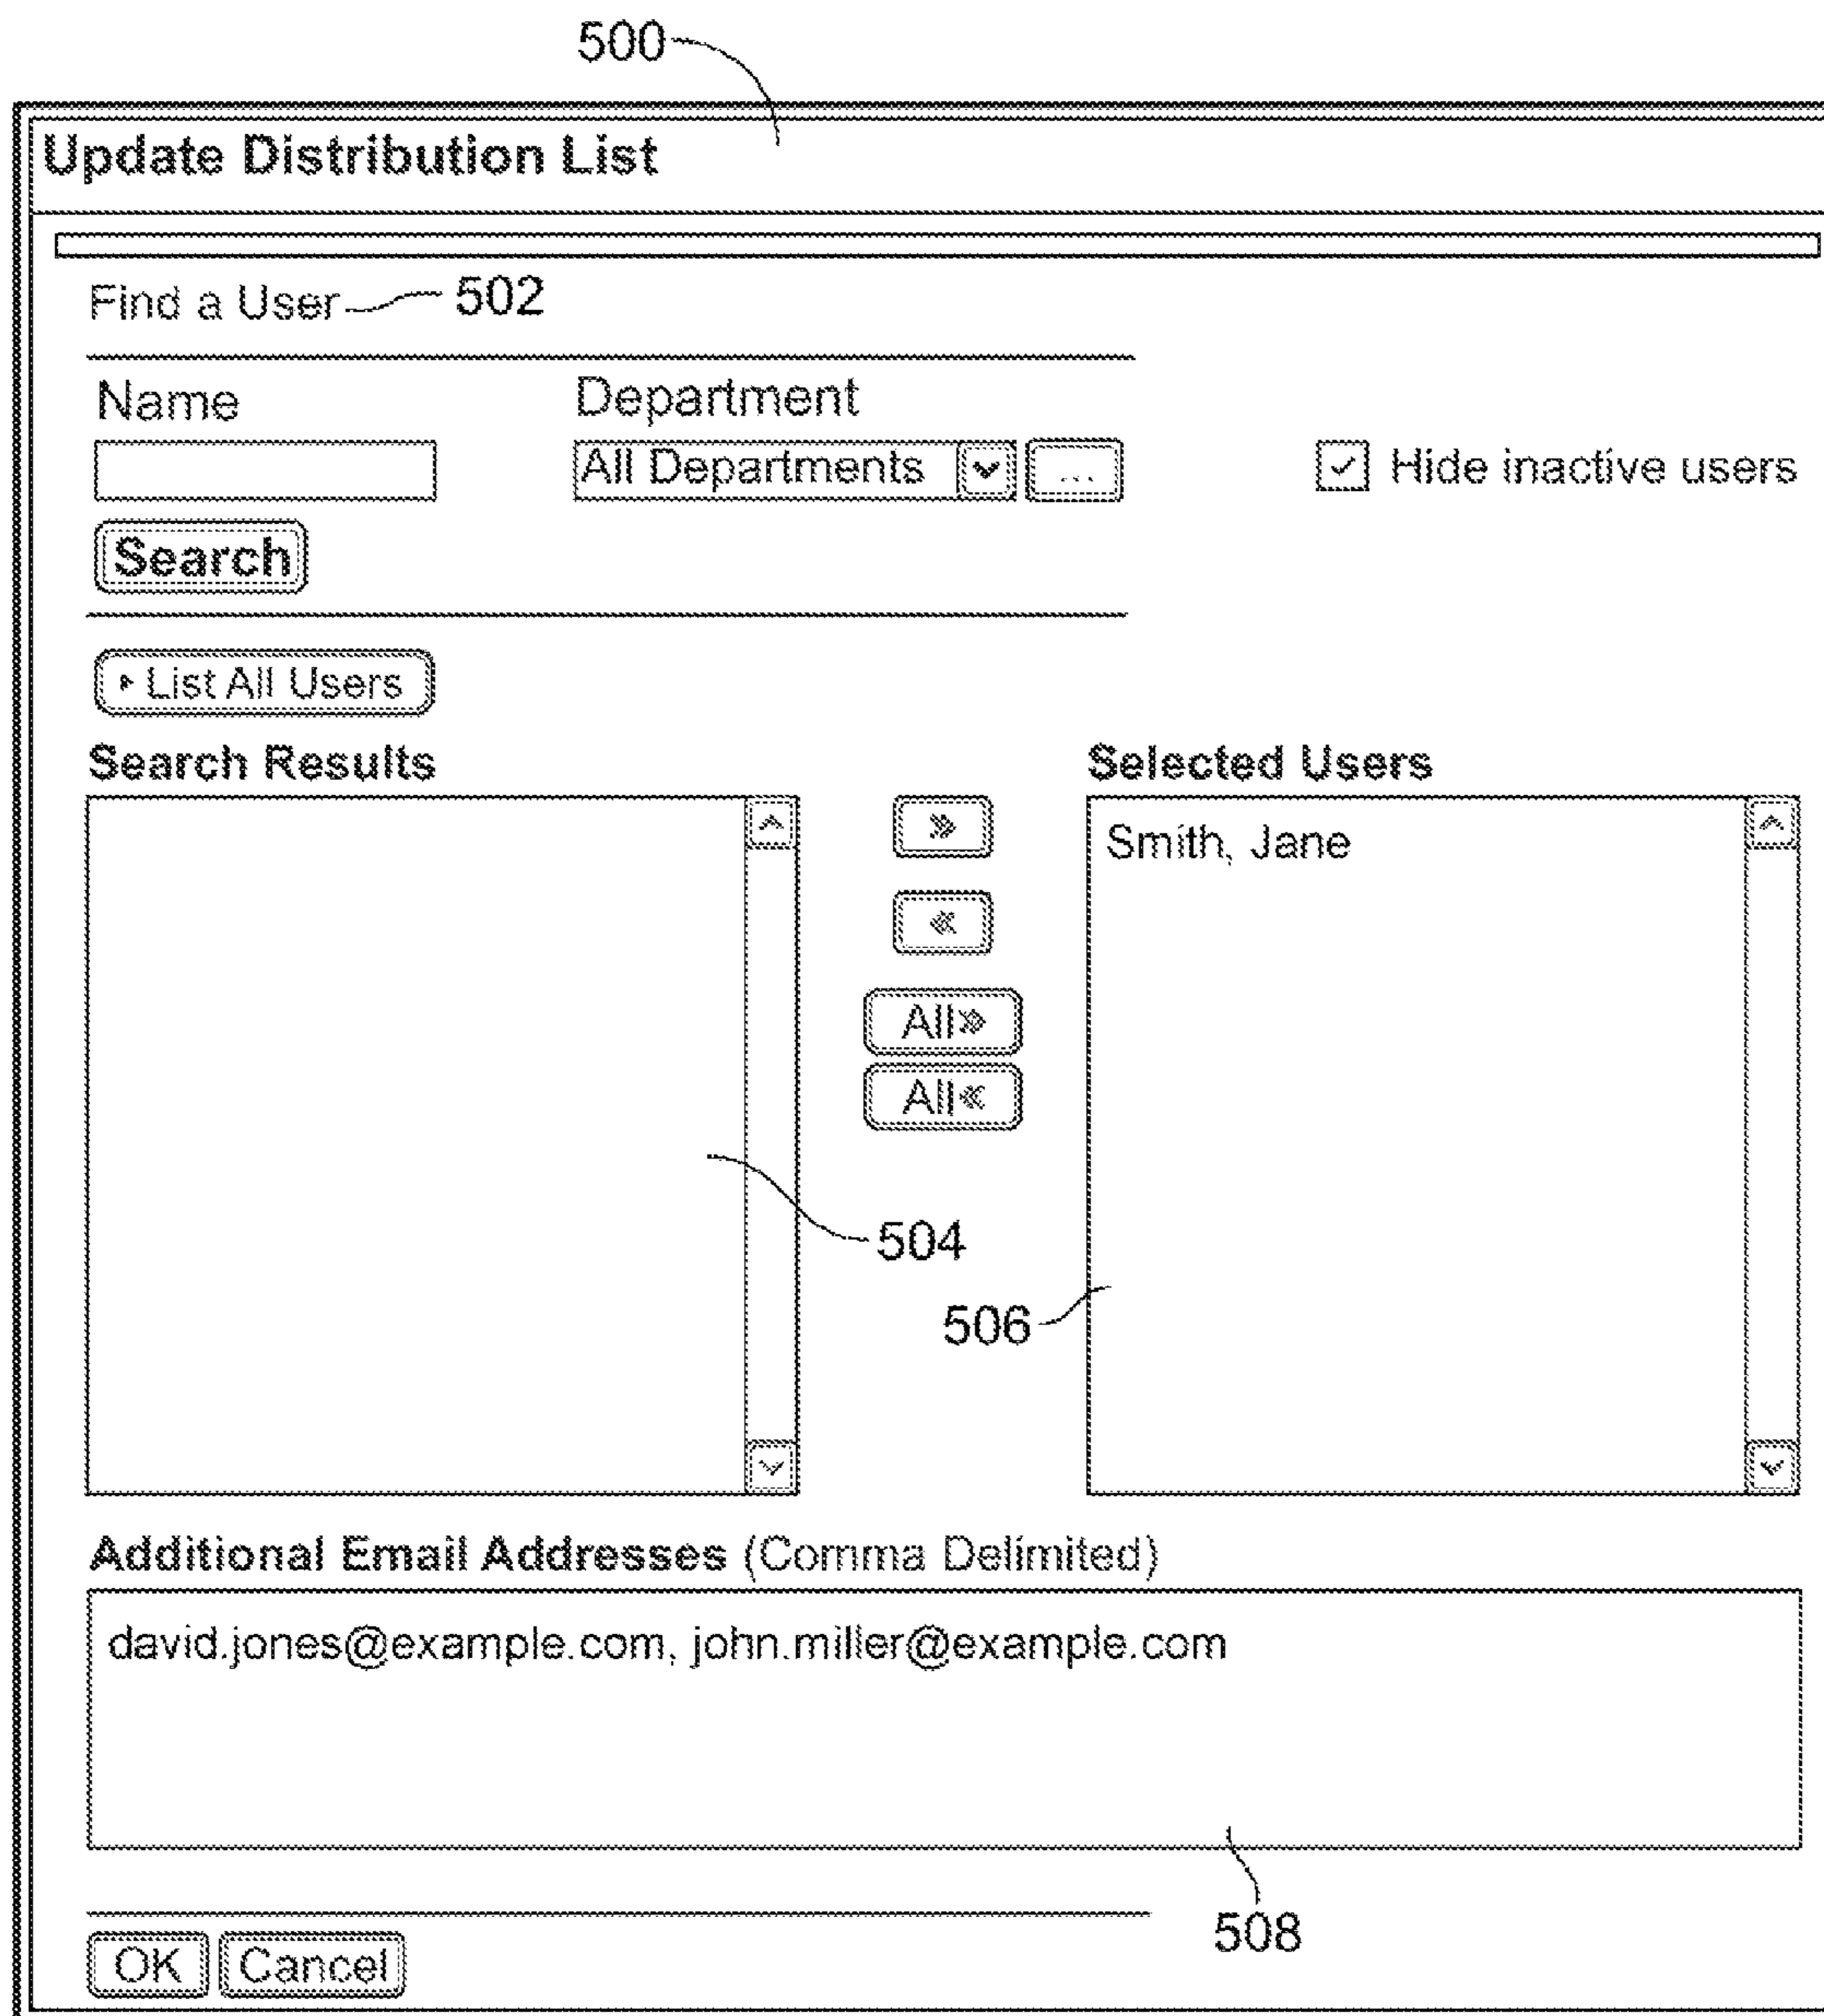 500
Update Distribution List
Find a User 502
Name Department
All Departments ... Hide inactive users
Search
List All Users
Search Results Selected Users
» Smith, Jane
«
All»
All«
504
506
Additional Email Addresses (Comma Delimited)
david.jones@example.com, john.miller@example.com
508
OK Cancel